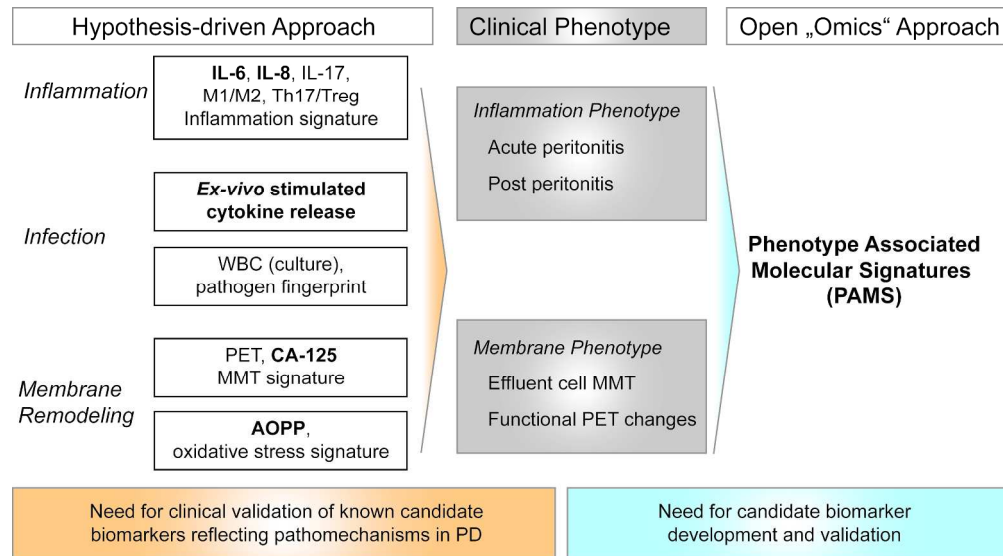 Hypothesis-driven Approach
Clinical Phenotype
Open „Omics" Approach
Inflammation
IL-6, IL-8, IL-17,
M1/M2, Th17/Treg
Inflammation signature
Infection
Ex-vivo stimulated
cytokine release
WBC (culture),
pathogen fingerprint
Membrane
Remodeling
PET, CA-125
MMT signature
AOPP,
oxidative stress signature
Inflammation Phenotype
Acute peritonitis
Post peritonitis
Membrane Phenotype
Effluent cell MMT
Functional PET changes
Phenotype Associated
Molecular Signatures
(PAMS)
Need for clinical validation of known candidate
biomarkers reflecting pathomechanisms in PD
Need for candidate biomarker
development and validation